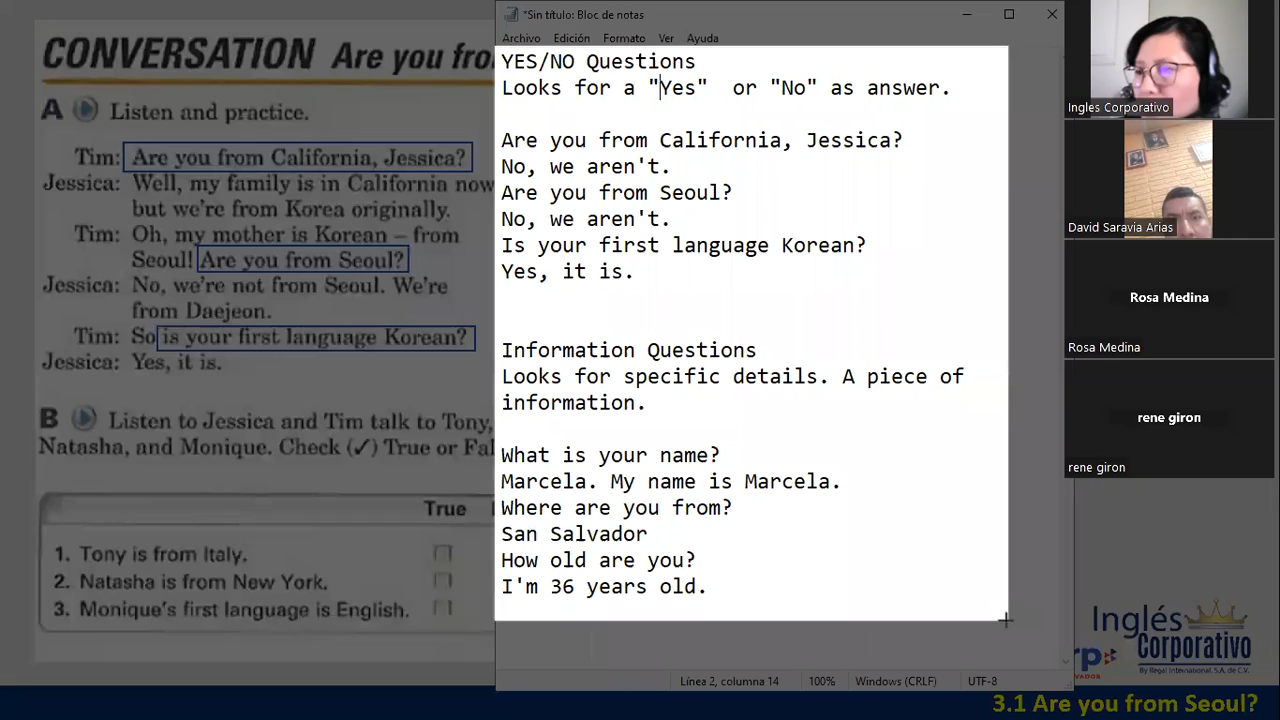 CONVERSATION Are you fro
A Listen and practice.
Tim: Are you from California, Jessica?
Jessica: Well, my family is in California now
but we're from Korea originally.
Tim: Oh, my mother is Korean – from
Seoul! Are you from Seoul?
Jessica: No, we're not from Seoul. We're
from Daejeon.
Tim: So is your first language Korean?
Jessica: Yes, it is.
B Listen to Jessica and Tim talk to Tony,
Natasha, and Monique. Check (✓) True or Fal
True
1. Tony is from Italy.
2. Natasha is from New York.
3. Monique's first language is English.
*Sin título: Bloc de notas
Archivo Edición Formato Ver Ayuda
YES/NO Questions
Looks for a "Yes"  or "No" as answer.
Are you from California, Jessica?
No, we aren't.
Are you from Seoul?
No, we aren't.
Is your first language Korean?
Yes, it is.
Information Questions
Looks for specific details. A piece of
information.
What is your name?
Marcela. My name is Marcela.
Where are you from?
San Salvador
How old are you?
I'm 36 years old.
Línea 2, columna 14 100% Windows (CRLF) UTF-8
Ingles Corporativo
David Saravia Arias
Rosa Medina
Rosa Medina
rene giron
rene giron
Inglés
Corporativo
By Regal International, S.A. de C.V.
3.1 Are you from Seoul?